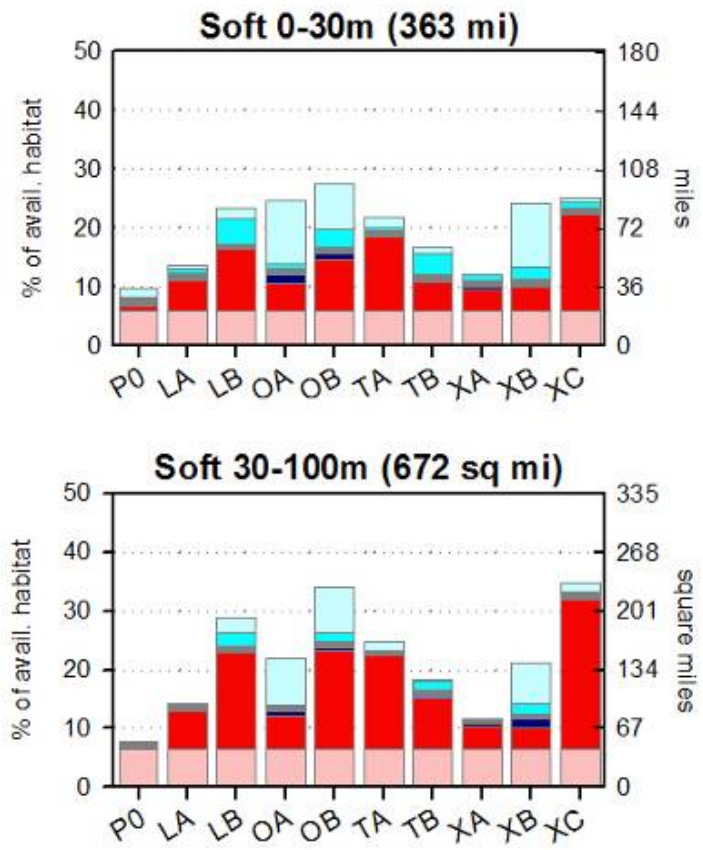 Soft 0-30m (363 mi)
50 180
40 144
30 108
20 72
10 36
0 0
% of avail. habitat
miles
P0 LA LB OA OB TA TB XA XB XC
Soft 30-100m (672 sq mi)
50 335
40 268
30 201
20 134
10 67
0 0
% of avail. habitat
square miles
P0 LA LB OA OB TA TB XA XB XC